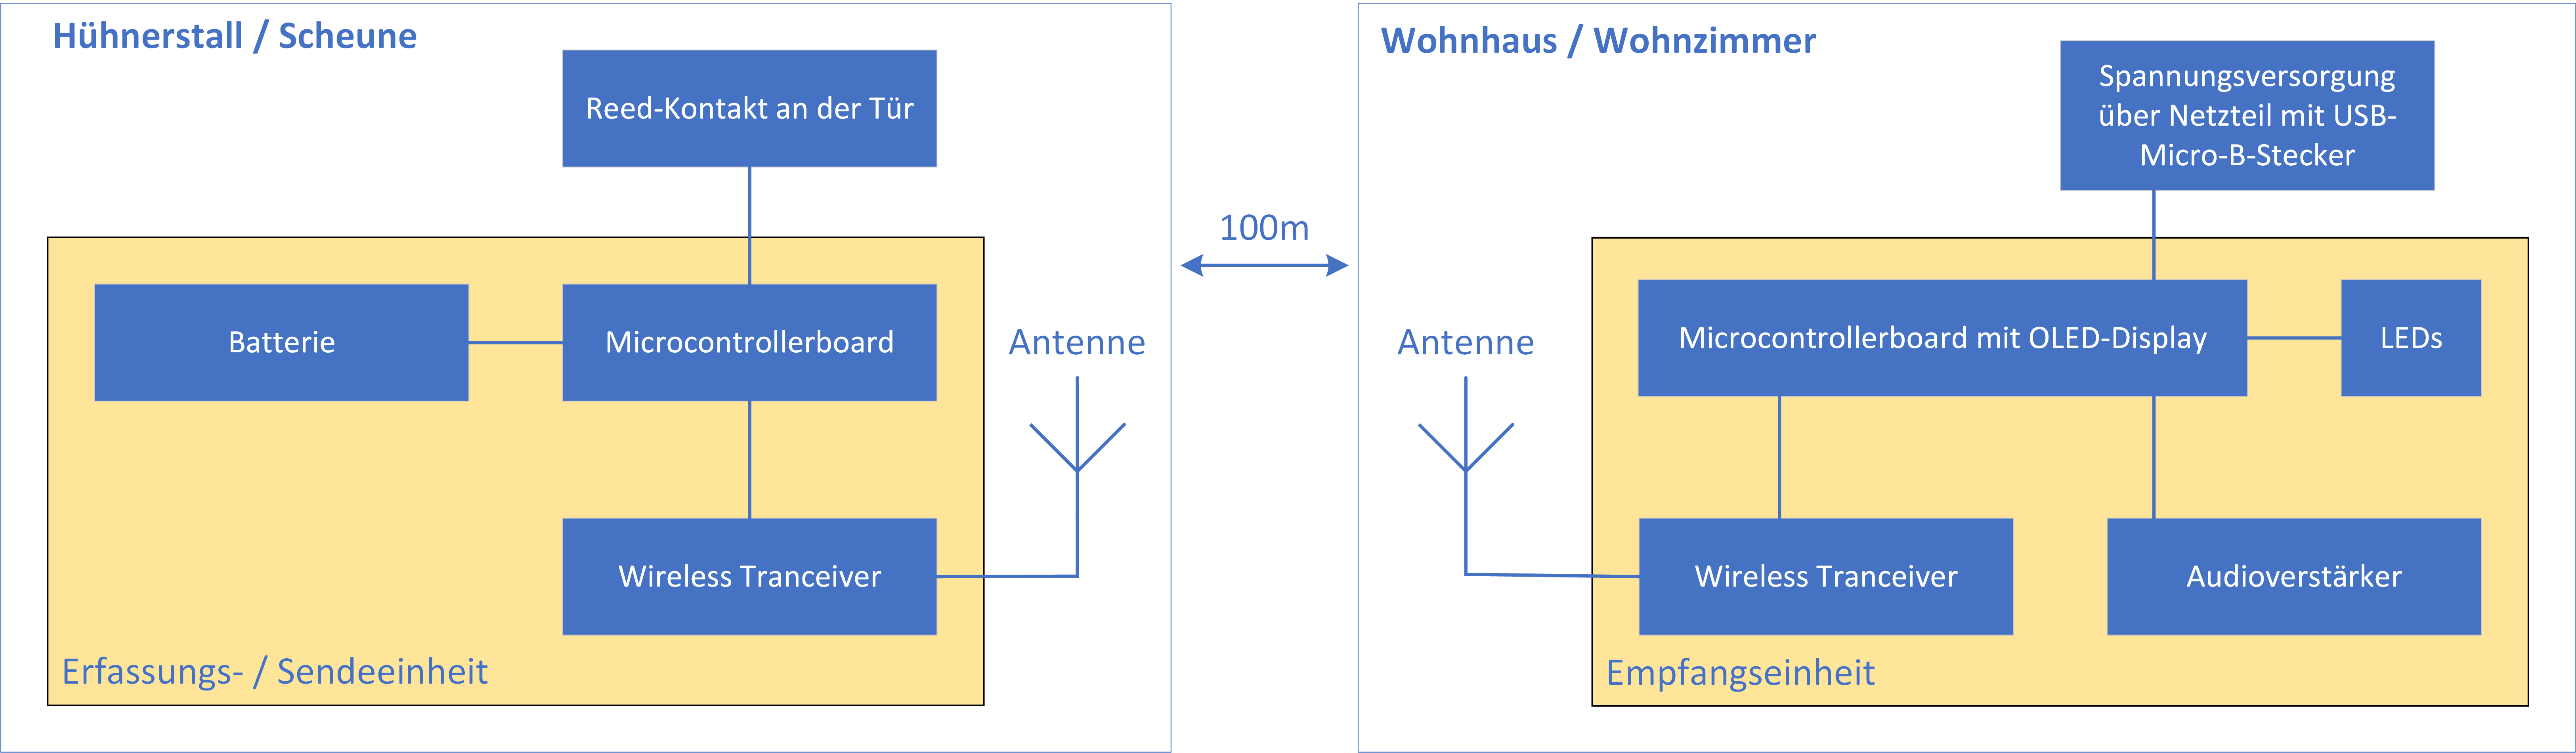 Hühnerstall / Scheune
Reed-Kontakt an der Tür
Batterie
Microcontrollerboard
Antenne
Wireless Tranceiver
Erfassungs- / Sendeeinheit
100m
Wohnhaus / Wohnzimmer
Spannungsversorgung
über Netzteil mit USB-
Micro-B-Stecker
Antenne
Microcontrollerboard mit OLED-Display
LEDs
Wireless Tranceiver
Audioverstärker
Empfangseinheit